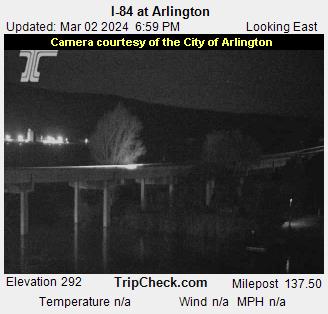 I-84 at Arlington
Updated: Mar 02 2024 6:59 PM Looking East
Camera courtesy of the City of Arlington
Elevation 292 TripCheck.com Milepost 137.50
Temperature n/a Wind n/a MPH n/a